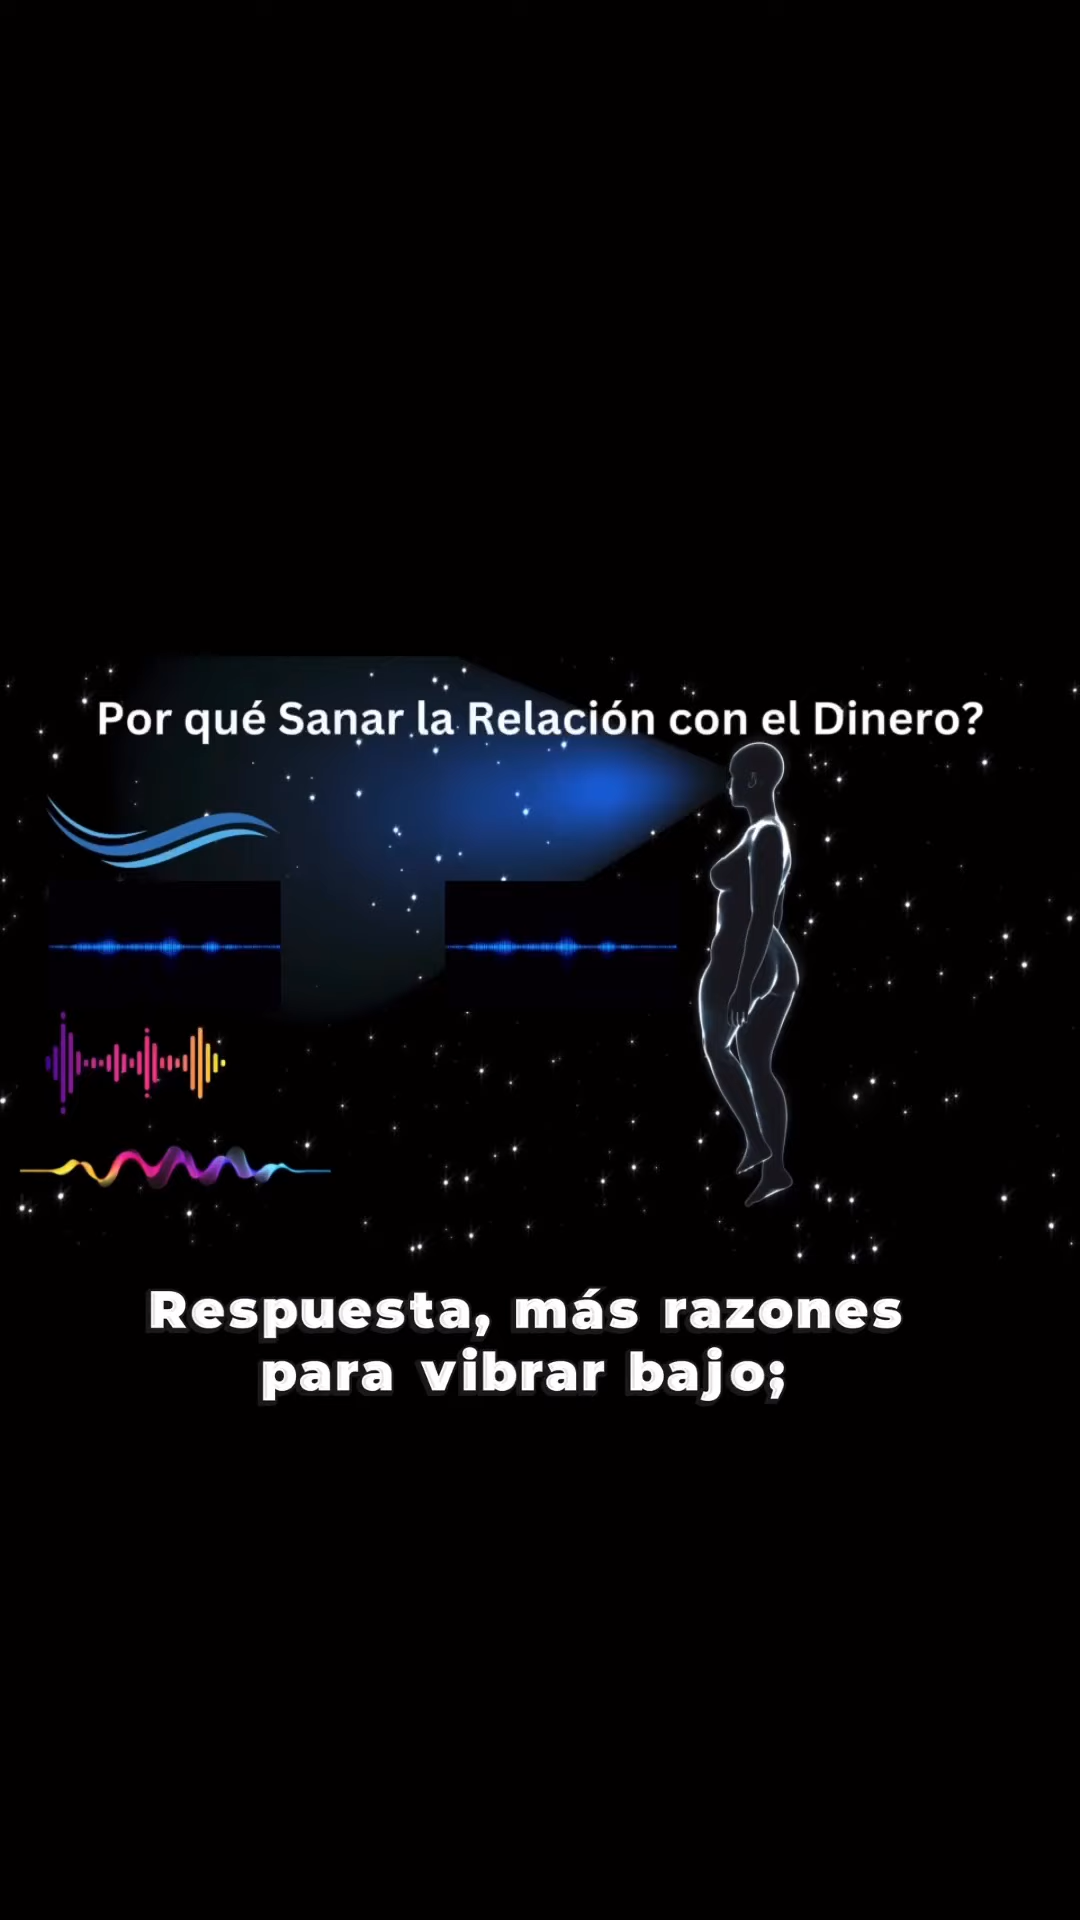 Por qué Sanar la Relación con el Dinero?
Respuesta, más razones
para vibrar bajo;